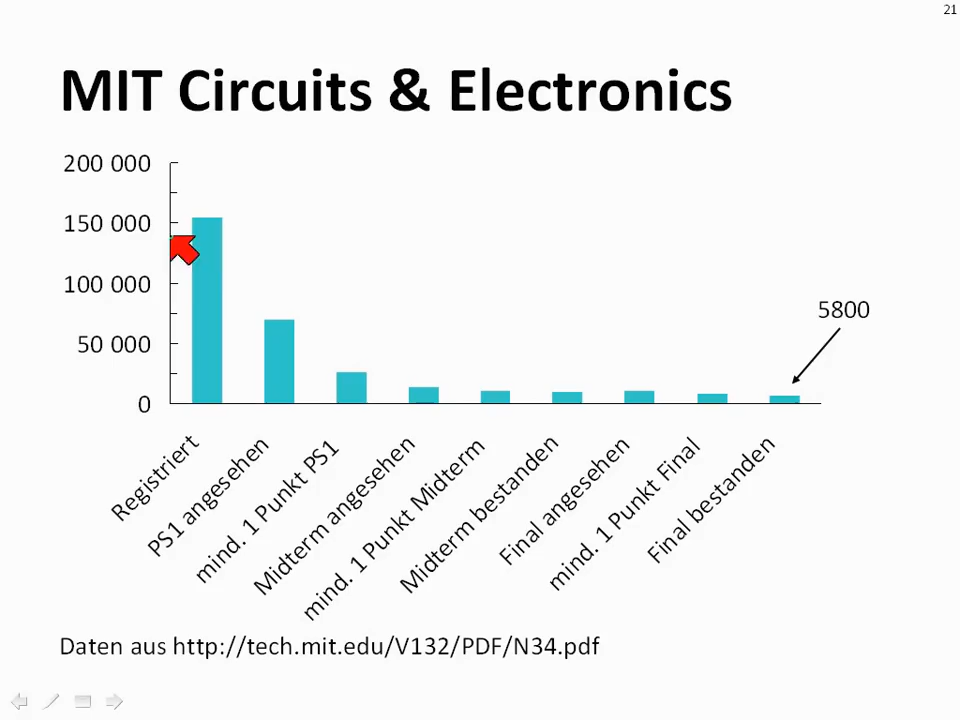 21
MIT Circuits & Electronics
200 000
150 000
100 000
50 000
0
5800
Registriert
PS1 angesehen
mind. 1 Punkt PS1
Midterm angesehen
mind. 1 Punkt Midterm
Midterm bestanden
Final angesehen
mind. 1 Punkt Final
Final bestanden
Daten aus http://tech.mit.edu/V132/PDF/N34.pdf